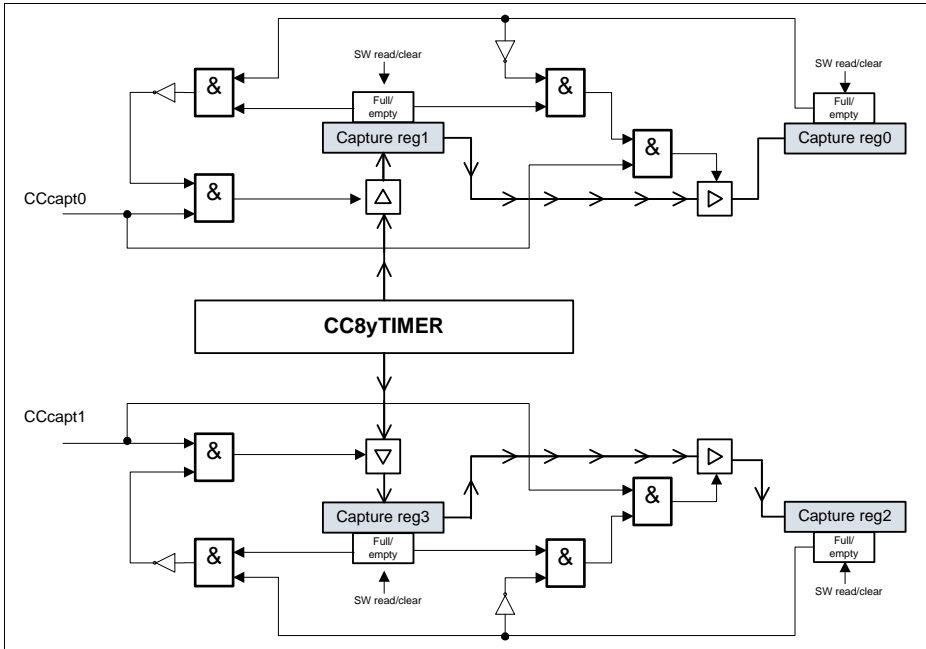 SW read/clear
SW read/clear
&
Full/
empty
&
Full/
empty
Capture reg1
Capture reg0
&
&
CCcapt0
CC8yTIMER
CCcapt1
&
&
Capture reg3
Capture reg2
Full/
empty
Full/
empty
&
&
SW read/clear
SW read/clear